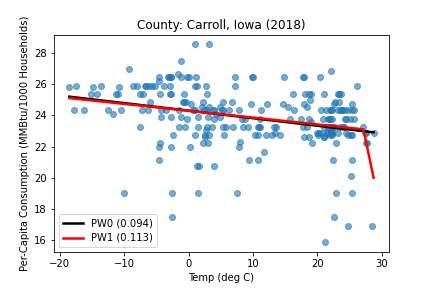 County: Carroll, Iowa (2018)
Per-Capita Consumption (MMBtu/1000 Households)
28
26
24
22
20
18
16
PW0 (0.094)
PW1 (0.113)
−20
−10
0
10
20
30
Temp (deg C)